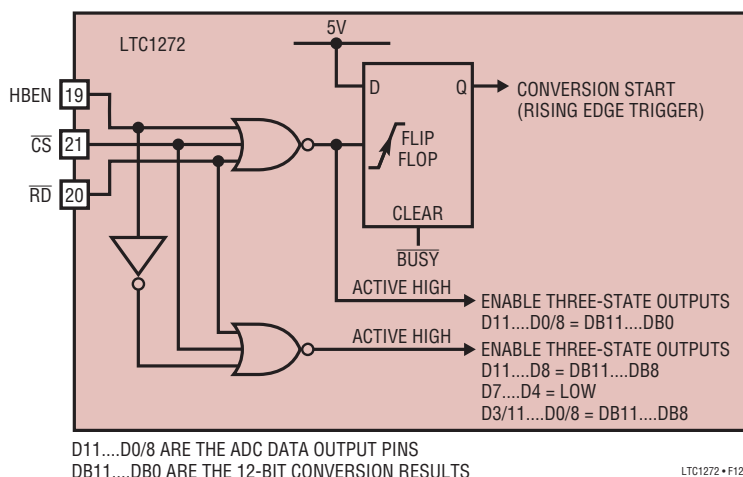 LTC1272
5V
HBEN 19
CS 21
RD 20
D Q
CONVERSION START
(RISING EDGE TRIGGER)
FLIP
FLOP
CLEAR
BUSY
ACTIVE HIGH
ENABLE THREE-STATE OUTPUTS
D11....D0/8 = DB11....DB0
ACTIVE HIGH
ENABLE THREE-STATE OUTPUTS
D11....D8 = DB11....DB8
D7....D4 = LOW
D3/11....D0/8 = DB11....DB8
D11....D0/8 ARE THE ADC DATA OUTPUT PINS
DB11....DB0 ARE THE 12-BIT CONVERSION RESULTS
LTC1272 • F12